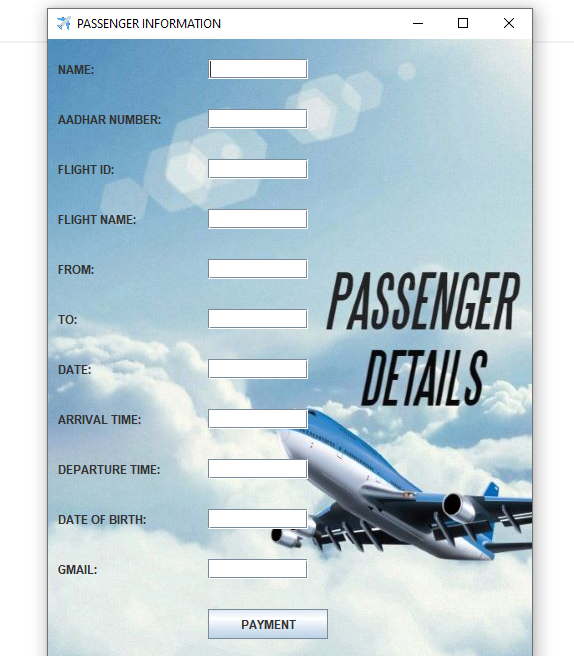 PASSENGER INFORMATION
NAME:
AADHAR NUMBER:
FLIGHT ID:
FLIGHT NAME:
FROM:
TO:
DATE:
ARRIVAL TIME:
DEPARTURE TIME:
DATE OF BIRTH:
GMAIL:
PAYMENT
PASSENGER
DETAILS